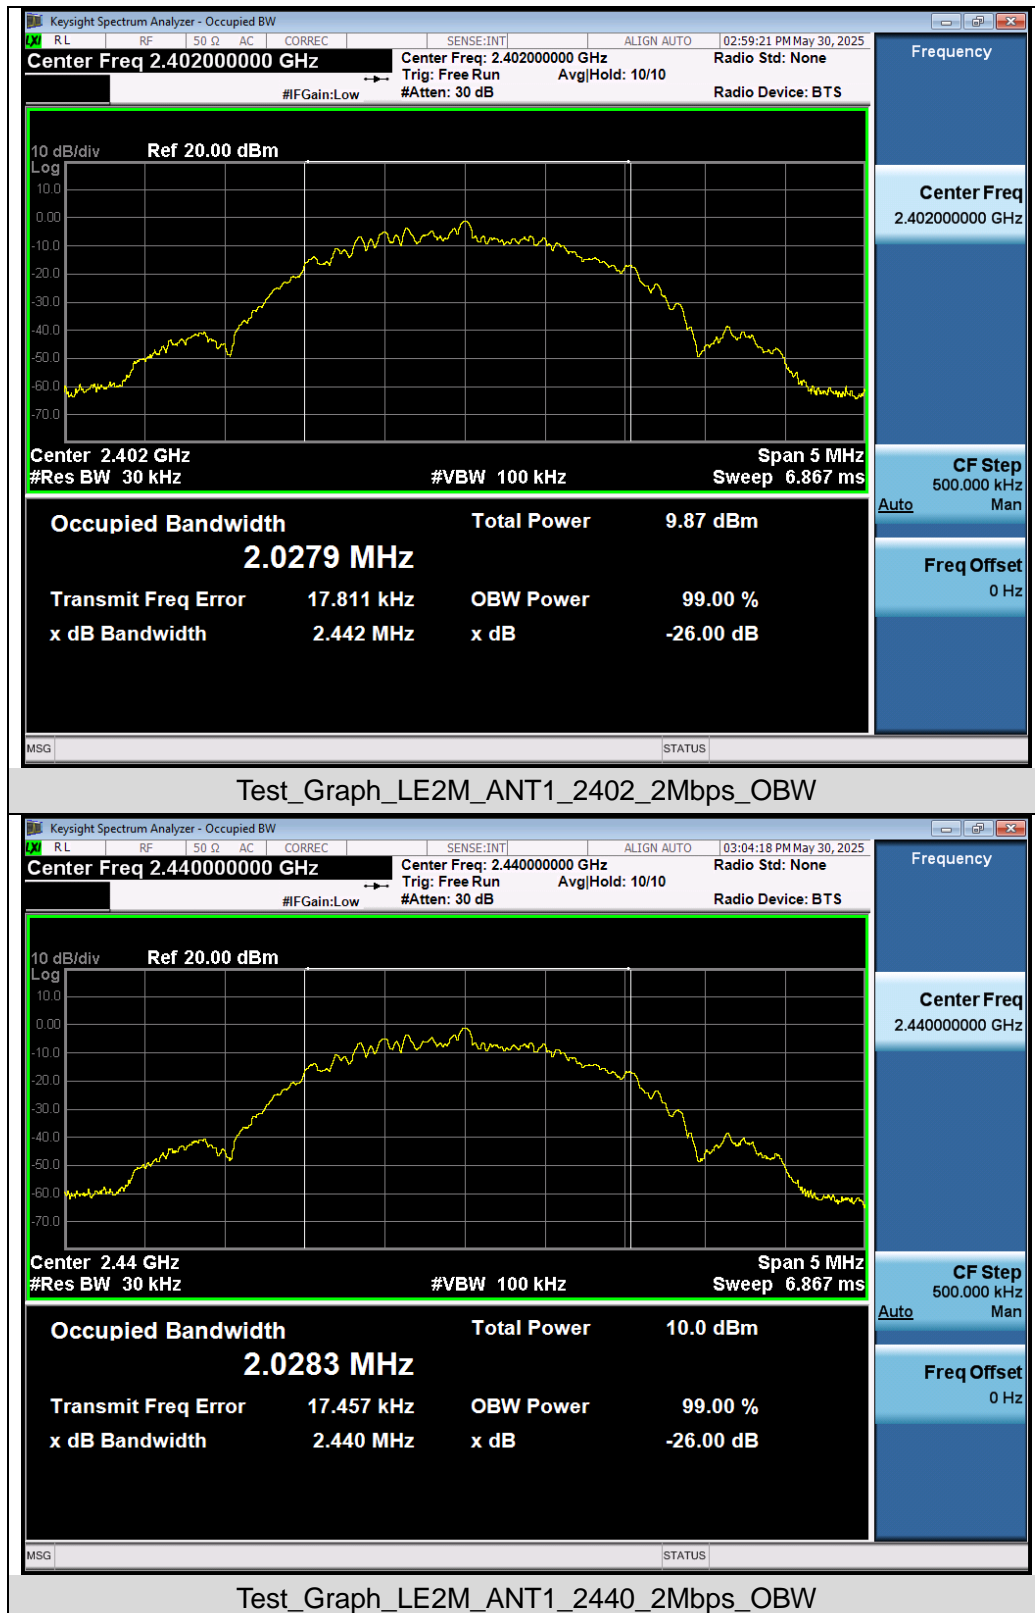 Keysight Spectrum Analyzer - Occupied BW
LXI RL RF 50 Ω AC CORREC SENSE:INT ALIGN AUTO 02:59:21 PM May 30, 2025
Center Freq 2.402000000 GHz
Center Freq: 2.402000000 GHz
Radio Std: None
Trig: Free Run Avg|Hold: 10/10
#IFGain:Low #Atten: 30 dB Radio Device: BTS
10 dB/div Ref 20.00 dBm
Log
10.0
0.00
-10.0
-20.0
-30.0
-40.0
-50.0
-60.0
-70.0
Center 2.402 GHz Span 5 MHz
#Res BW 30 kHz #VBW 100 kHz Sweep 6.867 ms
Occupied Bandwidth Total Power 9.87 dBm
2.0279 MHz
Transmit Freq Error 17.811 kHz OBW Power 99.00 %
x dB Bandwidth 2.442 MHz x dB -26.00 dB
MSG STATUS
Frequency
Center Freq
2.402000000 GHz
CF Step
500.000 kHz
Auto Man
Freq Offset
0 Hz
Test_Graph_LE2M_ANT1_2402_2Mbps_OBW
Keysight Spectrum Analyzer - Occupied BW
LXI RL RF 50 Ω AC CORREC SENSE:INT ALIGN AUTO 03:04:18 PM May 30, 2025
Center Freq 2.440000000 GHz
Center Freq: 2.440000000 GHz
Radio Std: None
Trig: Free Run Avg|Hold: 10/10
#IFGain:Low #Atten: 30 dB Radio Device: BTS
10 dB/div Ref 20.00 dBm
Log
10.0
0.00
-10.0
-20.0
-30.0
-40.0
-50.0
-60.0
-70.0
Center 2.44 GHz Span 5 MHz
#Res BW 30 kHz #VBW 100 kHz Sweep 6.867 ms
Occupied Bandwidth Total Power 10.0 dBm
2.0283 MHz
Transmit Freq Error 17.457 kHz OBW Power 99.00 %
x dB Bandwidth 2.440 MHz x dB -26.00 dB
MSG STATUS
Frequency
Center Freq
2.440000000 GHz
CF Step
500.000 kHz
Auto Man
Freq Offset
0 Hz
Test_Graph_LE2M_ANT1_2440_2Mbps_OBW